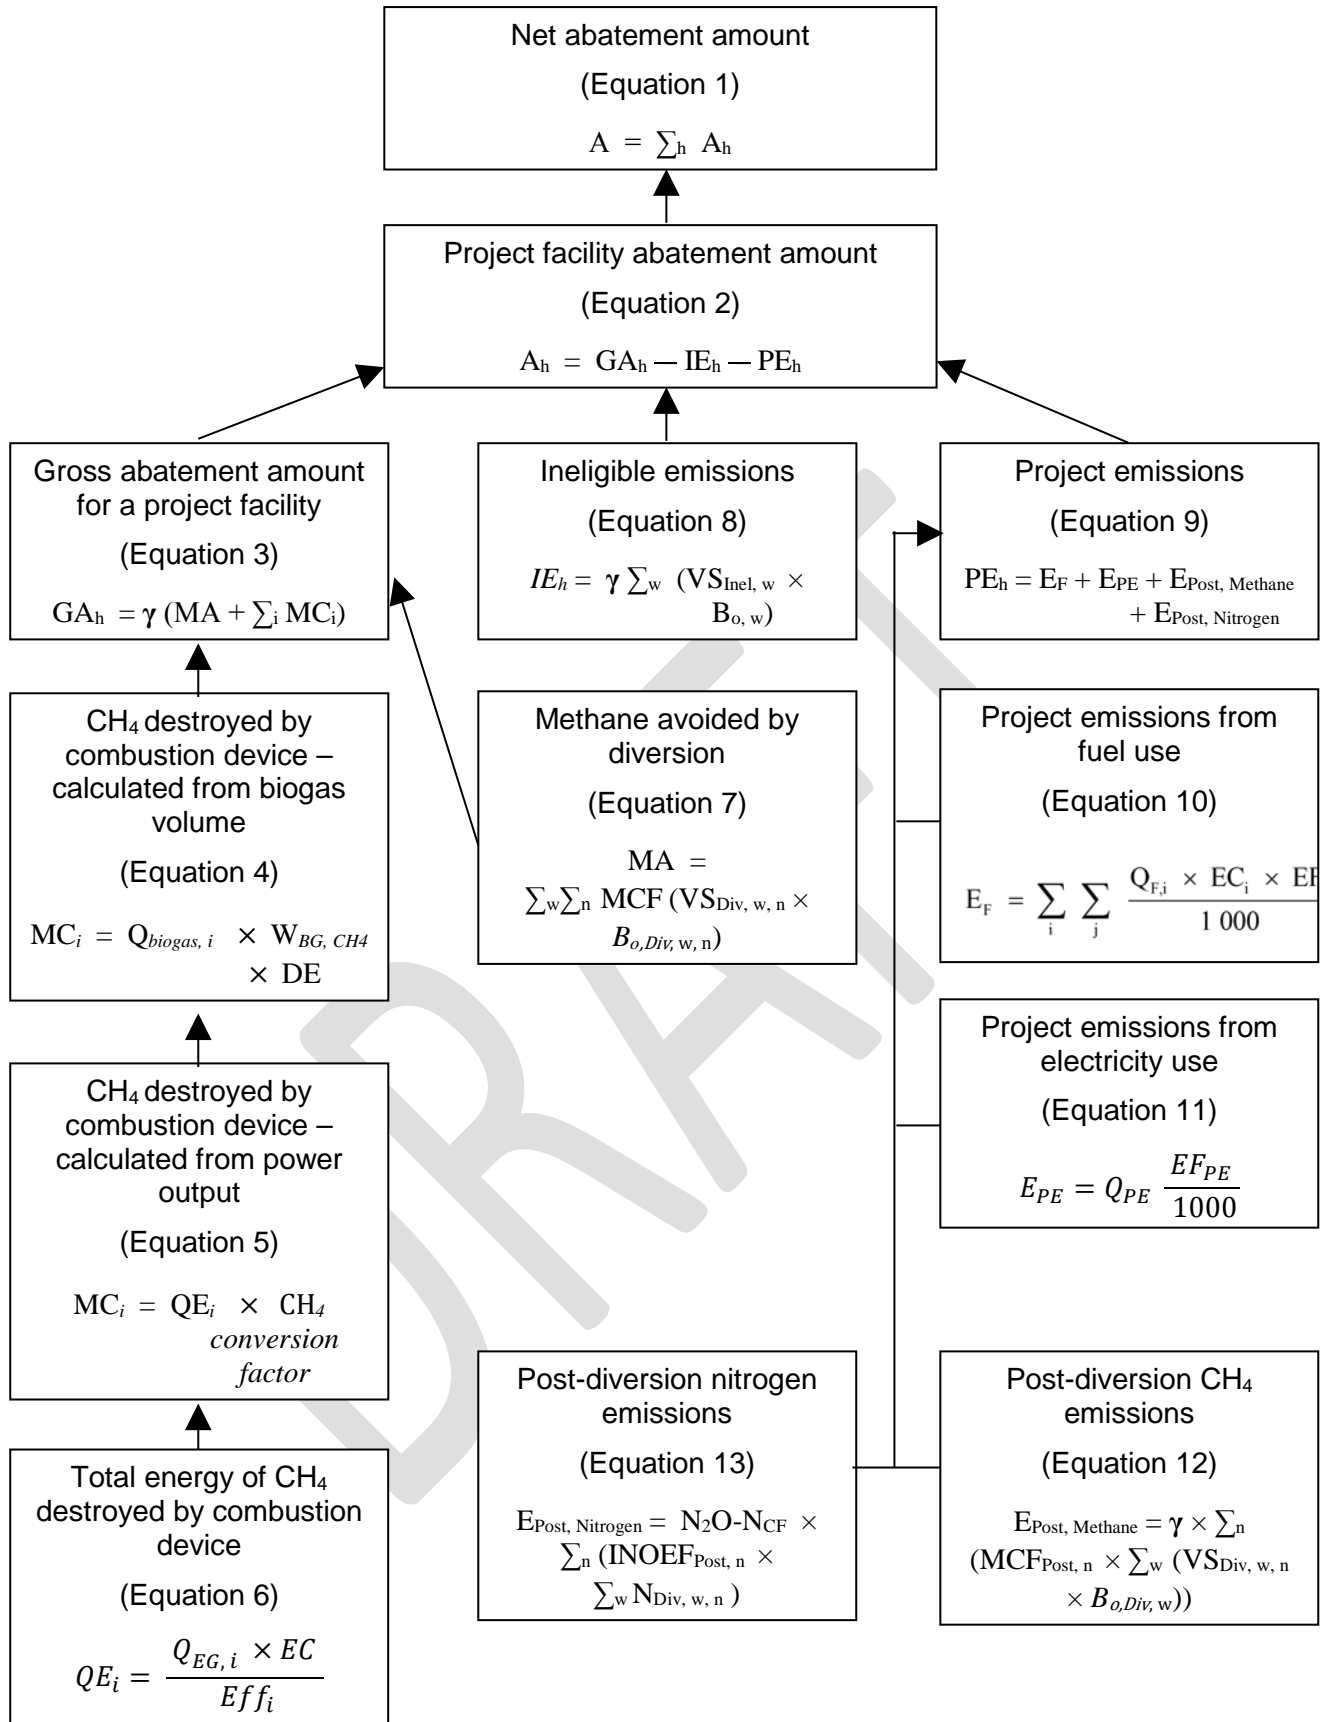 Net abatement amount
(Equation 1)
A = ∑h Ah
Project facility abatement amount
(Equation 2)
Ah = GAh — IEh — PEh
Gross abatement amount
for a project facility
(Equation 3)
GAh = γ (MA + ∑i MCi)
Ineligible emissions
(Equation 8)
IEh = γ ∑w (VSInel, w ×
Bo, w)
Project emissions
(Equation 9)
PEh = EF + EPE + EPost, Methane
+ EPost, Nitrogen
CH4 destroyed by
combustion device –
calculated from biogas
volume
(Equation 4)
MCi = Qbiogas, i × WBG, CH4
× DE
Methane avoided by
diversion
(Equation 7)
MA =
∑w∑n MCF (VSDiv, w, n ×
Bo,Div, w, n)
Project emissions from
fuel use
(Equation 10)
EF = ∑i ∑j QF,i × ECi × EF
1 000
CH4 destroyed by
combustion device –
calculated from power
output
(Equation 5)
MCi = QEi × CH4
conversion
factor
Project emissions from
electricity use
(Equation 11)
EPE = QPE EFPE
1000
Total energy of CH4
destroyed by combustion
device
(Equation 6)
QEi = QEG, i × EC
Effi
Post-diversion nitrogen
emissions
(Equation 13)
EPost, Nitrogen = N2O-NCF ×
∑n (INOEFPost, n ×
∑w NDiv, w, n )
Post-diversion CH4
emissions
(Equation 12)
EPost, Methane = γ × ∑n
(MCFPost, n × ∑w (VSDiv, w, n
× Bo,Div, w))
DRAFT